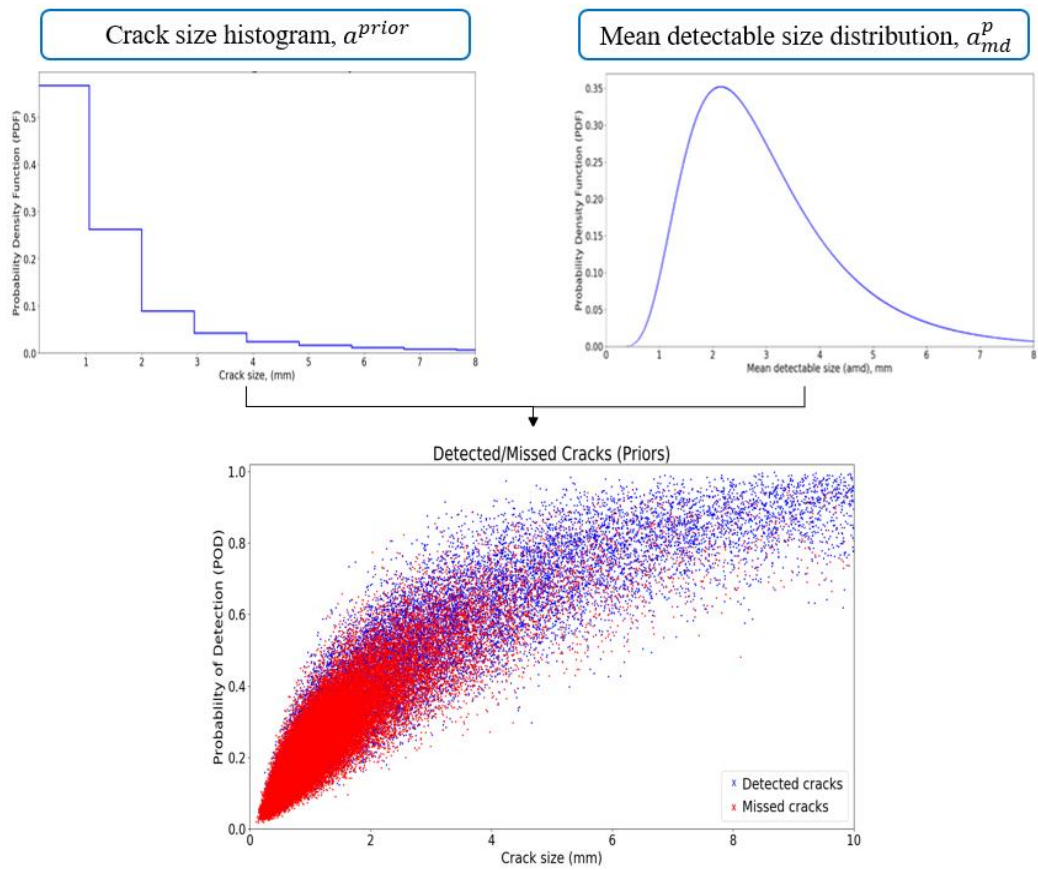 Crack size histogram, a^prior
Mean detectable size distribution, a^p_md
Probability Density Function (PDF)
0.5
0.4
0.3
0.2
0.1
0.0
1 2 3 4 5 6 7 8
Crack size, (mm)
Probability Density Function (PDF)
0.35
0.30
0.25
0.20
0.15
0.10
0.05
0.00
0 1 2 3 4 5 6 7 8
Mean detectable size (amd), mm
Detected/Missed Cracks (Priors)
Probablilty of Detection (POD)
1.0
0.8
0.6
0.4
0.2
0.0
0 2 4 6 8 10
Crack size (mm)
x Detected cracks
x Missed cracks